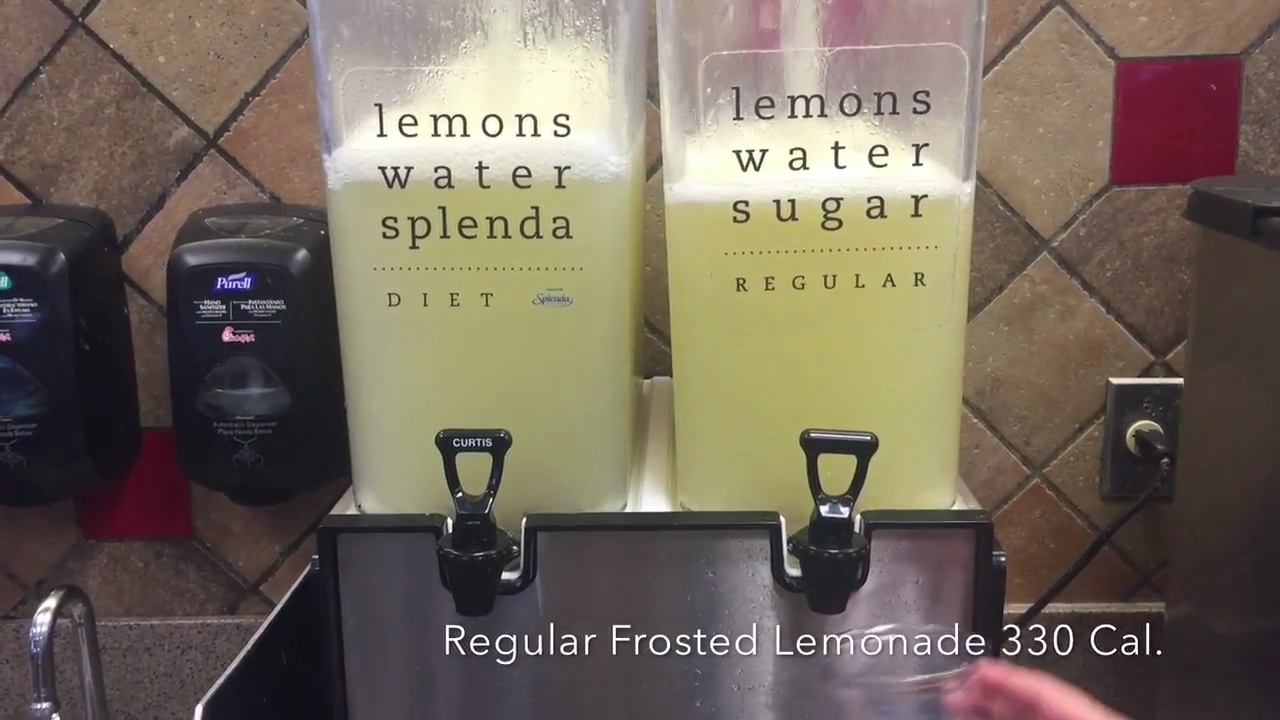 lemons
water
splenda
DIET
Splenda
lemons
water
sugar
REGULAR
Purell
CURTIS
Regular Frosted Lemonade 330 Cal.